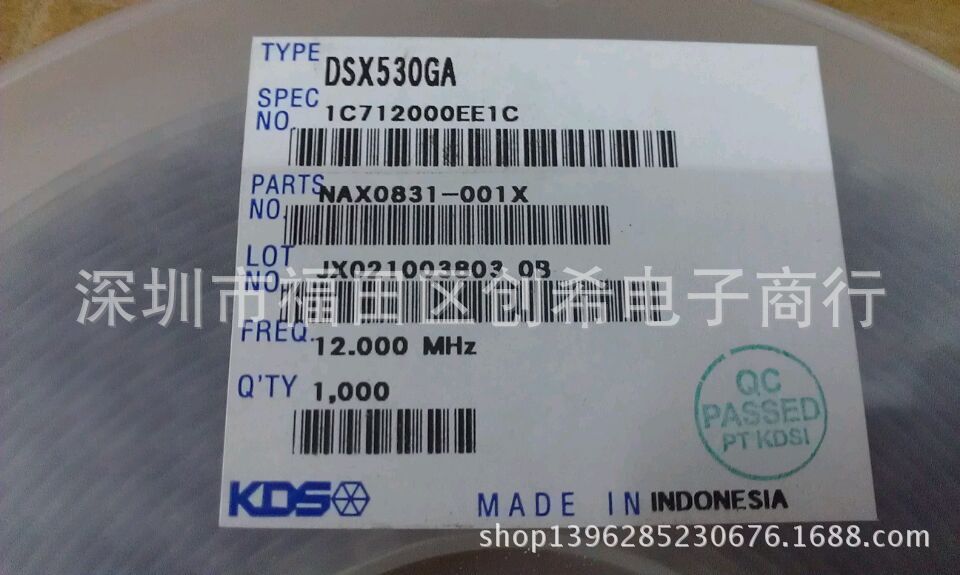 TYPE DSX530GA
SPEC NO. 1C712000EE1C
PARTS NO. NAX0831-001X
LOT NO. JX021003803 0B
深圳市福田区创希电子商行
FREQ. 12.000 MHz
Q'TY 1,000
QC
PASSED
PT KDSI
KDS
MADE IN INDONESIA
shop1396285230676.1688.com